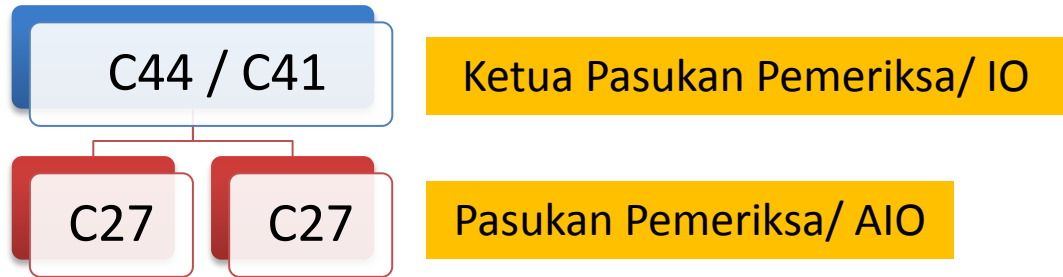 C44 / C41
Ketua Pasukan Pemeriksa/ IO
C27
C27
Pasukan Pemeriksa/ AIO